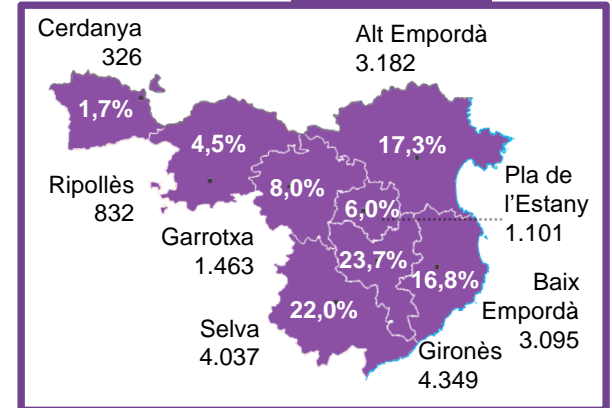 Cerdanya
326
Alt Empordà
3.182
1,7%
4,5%
17,3%
Ripollès
832
8,0%
6,0%
Pla de
l'Estany
1.101
Garrotxa
1.463
23,7%
16,8%
Baix
Empordà
3.095
22,0%
Selva
4.037
Gironès
4.349